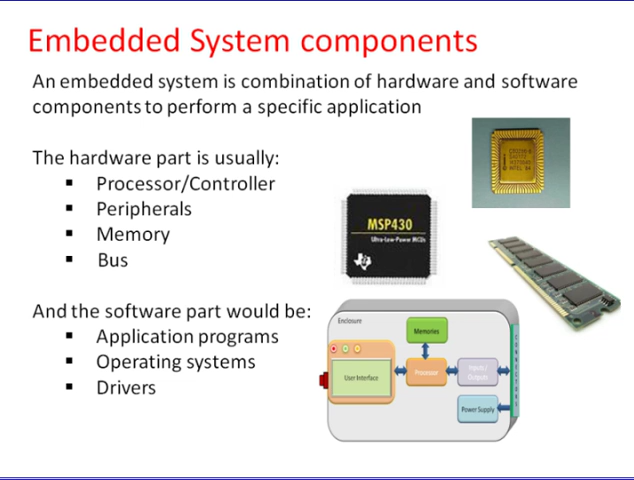 Embedded System components
An embedded system is combination of hardware and software
components to perform a specific application
The hardware part is usually:
▪ Processor/Controller
▪ Peripherals
▪ Memory
▪ Bus
MSP430
Ultra-Low-Power MCUs
And the software part would be:
▪ Application programs
▪ Operating systems
▪ Drivers
Enclosure
Memories
User Interface
Processor
Inputs /
Outputs
Power Supply
CONNECTORS